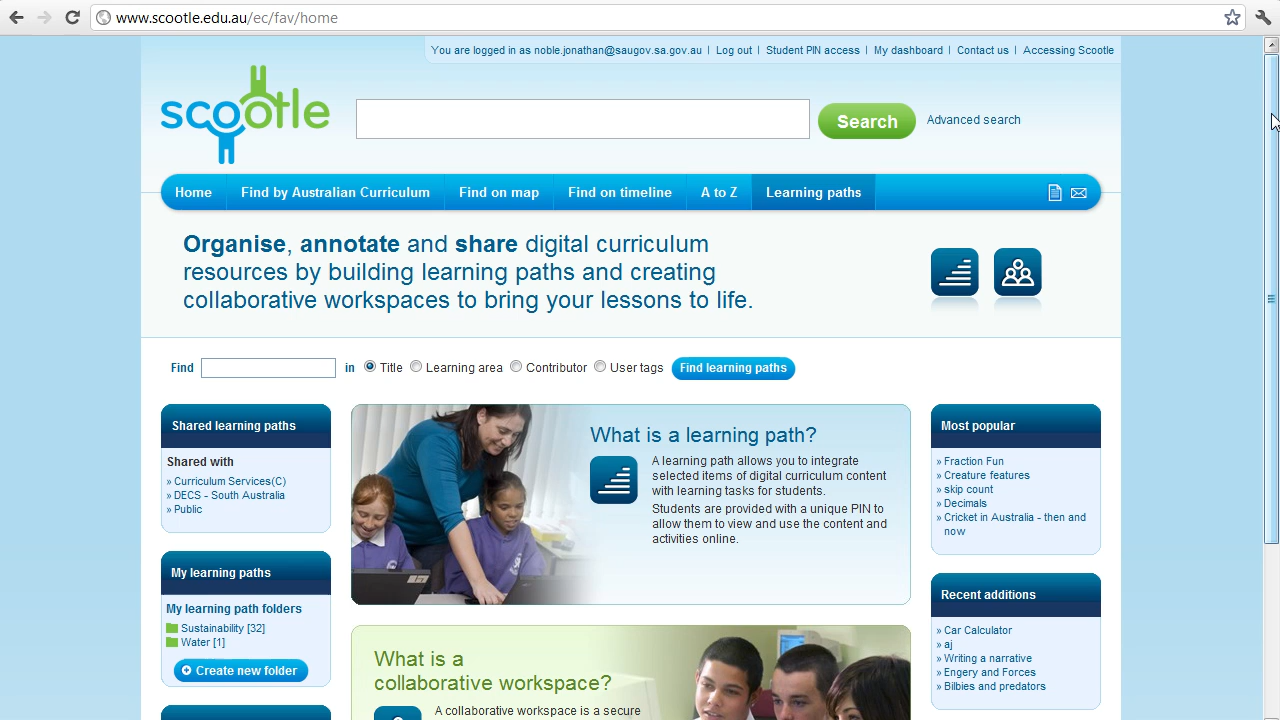 www.scootle.edu.au/ec/fav/home
You are logged in as noble.jonathan@saugov.sa.gov.au | Log out | Student PIN access | My dashboard | Contact us | Accessing Scootle
scootle
Search
Advanced search
Home
Find by Australian Curriculum
Find on map
Find on timeline
A to Z
Learning paths
Organise, annotate and share digital curriculum
resources by building learning paths and creating
collaborative workspaces to bring your lessons to life.
Find in Title Learning area Contributor User tags Find learning paths
Shared learning paths
Shared with
» Curriculum Services(C)
» DECS - South Australia
» Public
My learning paths
My learning path folders
Sustainability [32]
Water [1]
Create new folder
What is a learning path?
A learning path allows you to integrate
selected items of digital curriculum content
with learning tasks for students.
Students are provided with a unique PIN to
allow them to view and use the content and
activities online.
What is a
collaborative workspace?
A collaborative workspace is a secure
Most popular
» Fraction Fun
» Creature features
» skip count
» Decimals
» Cricket in Australia - then and
now
Recent additions
» Car Calculator
» aj
» Writing a narrative
» Engery and Forces
» Bilbies and predators